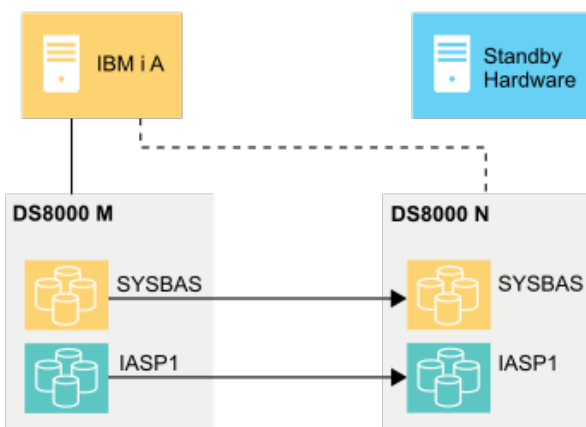 IBM i A
Standby
Hardware
DS8000 M
DS8000 N
SYSBAS
SYSBAS
IASP1
IASP1